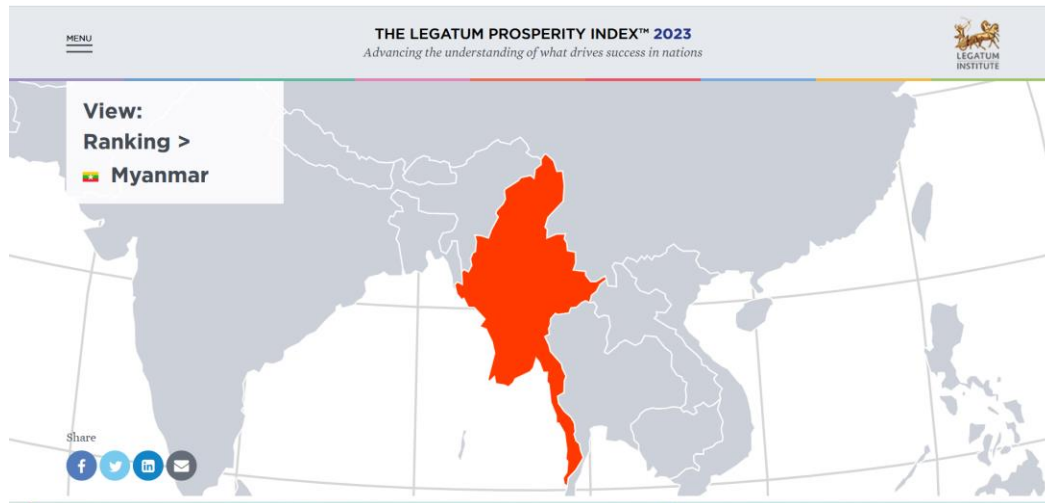 MENU
THE LEGATUM PROSPERITY INDEX™ 2023
Advancing the understanding of what drives success in nations
LEGATUM
INSTITUTE
View:
Ranking >
Myanmar
Share